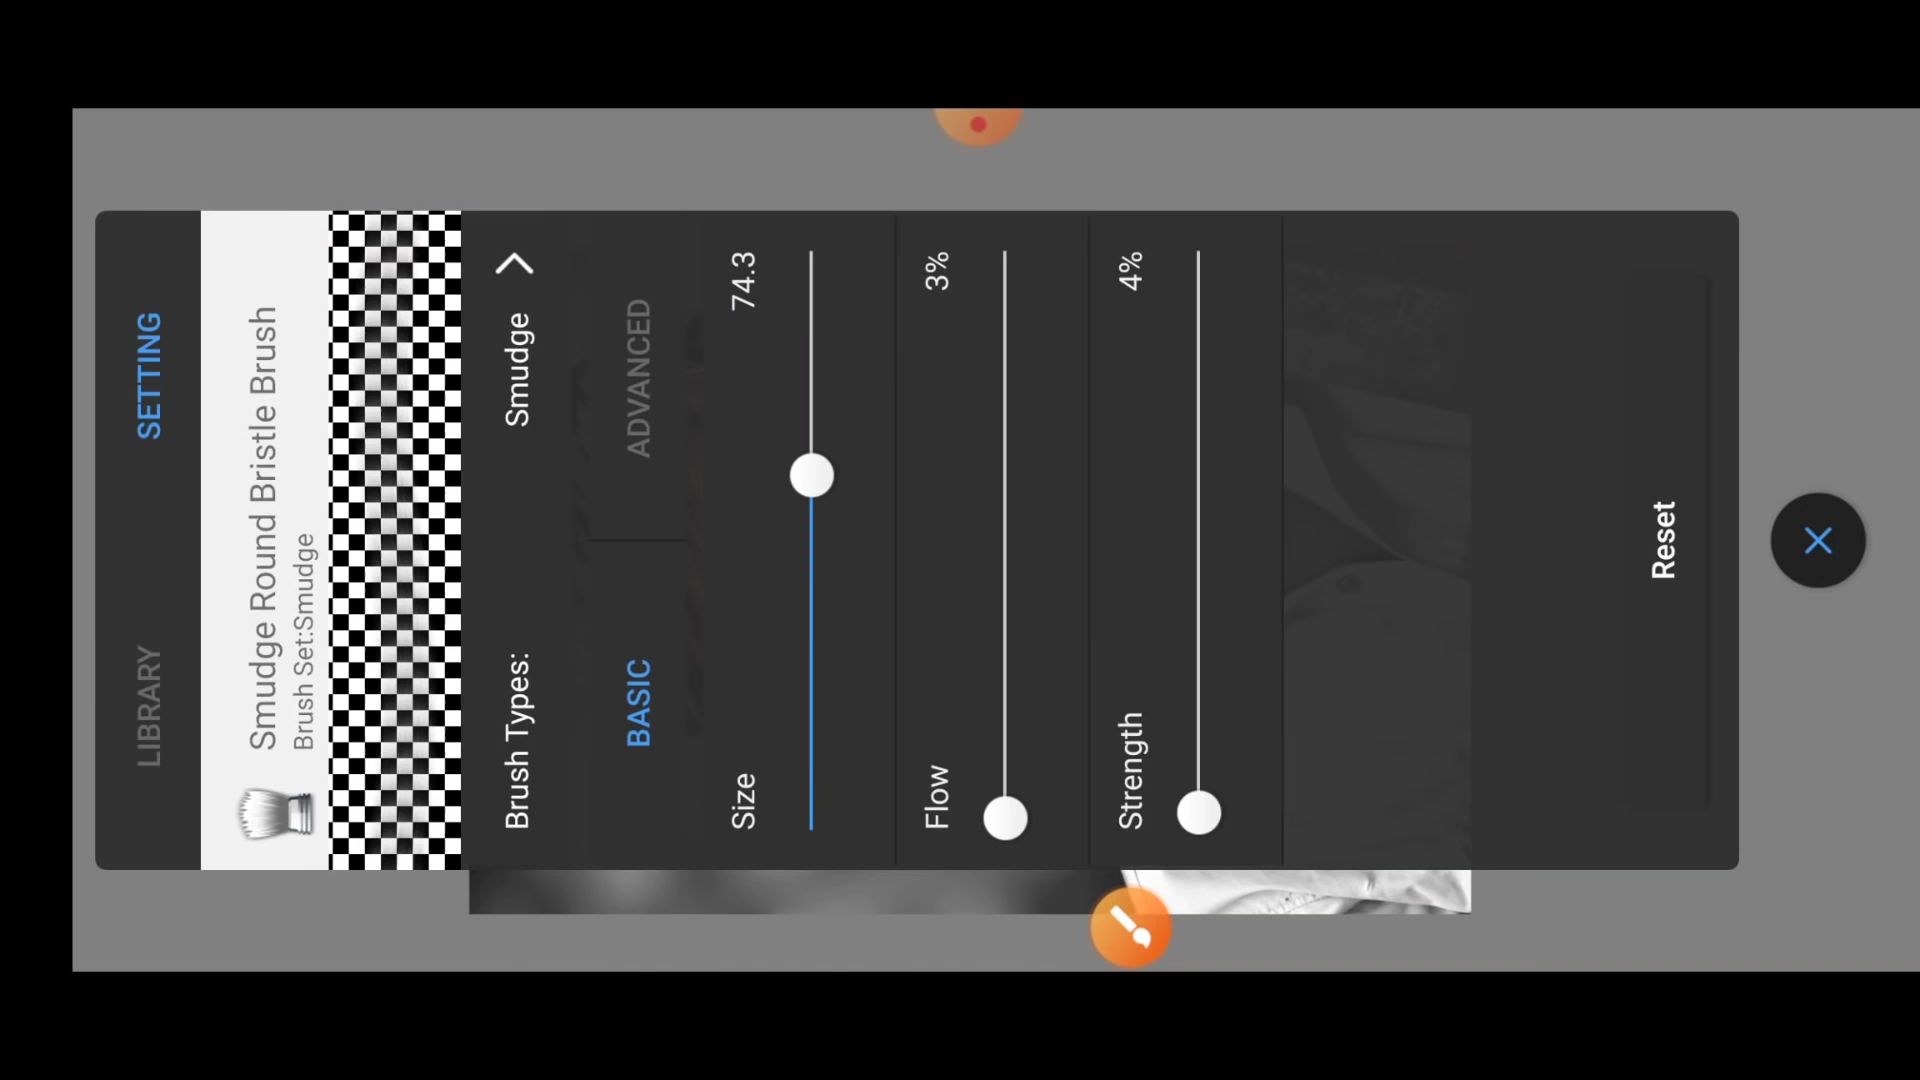 LIBRARY SETTING
Smudge Round Bristle Brush
Brush Set:Smudge
Brush Types: Smudge
BASIC ADVANCED
Size 74.3
Flow 3%
Strength 4%
Reset